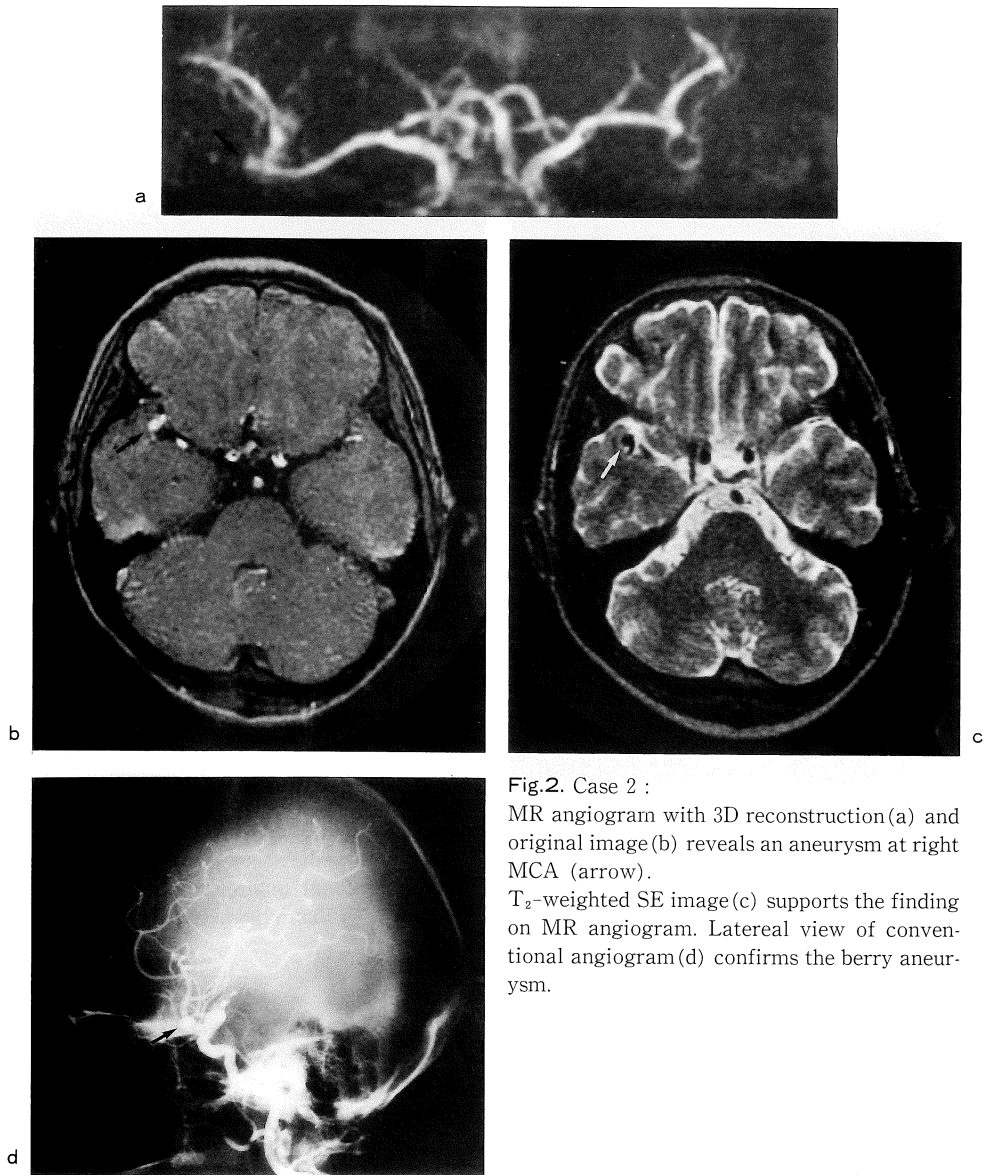 a
b
c
Fig.2. Case 2 :
MR angiogram with 3D reconstruction(a) and
original image(b) reveals an aneurysm at right
MCA (arrow).
T₂-weighted SE image(c) supports the finding
on MR angiogram. Latereal view of conven-
tional angiogram(d) confirms the berry aneur-
ysm.
d